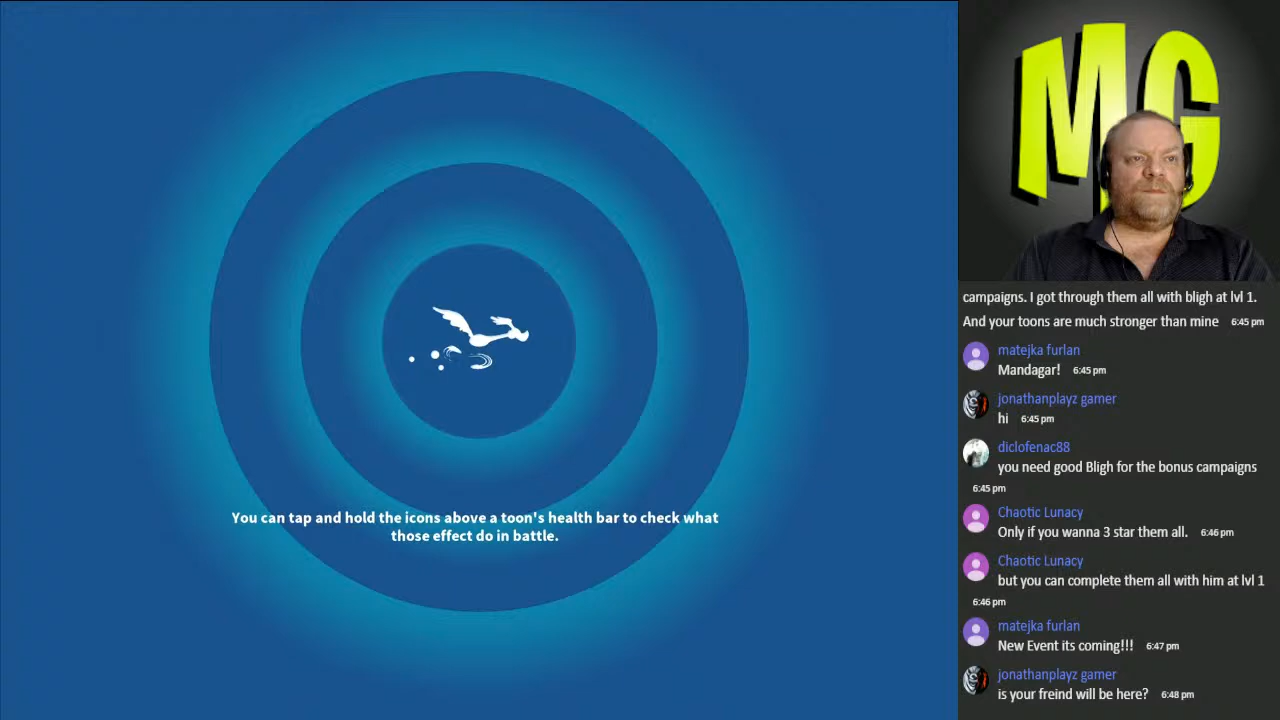 You can tap and hold the icons above a toon's health bar to check what
those effect do in battle.
MG
campaigns. I got through them all with bligh at lvl 1.
And your toons are much stronger than mine 6:45 pm
matejka furlan
Mandagar! 6:45 pm
jonathanplayz gamer
hi 6:45 pm
diclofenac88
you need good Bligh for the bonus campaigns
6:45 pm
Chaotic Lunacy
Only if you wanna 3 star them all. 6:46 pm
Chaotic Lunacy
but you can complete them all with him at lvl 1
6:46 pm
matejka furlan
New Event its coming!!! 6:47 pm
jonathanplayz gamer
is your freind will be here? 6:48 pm